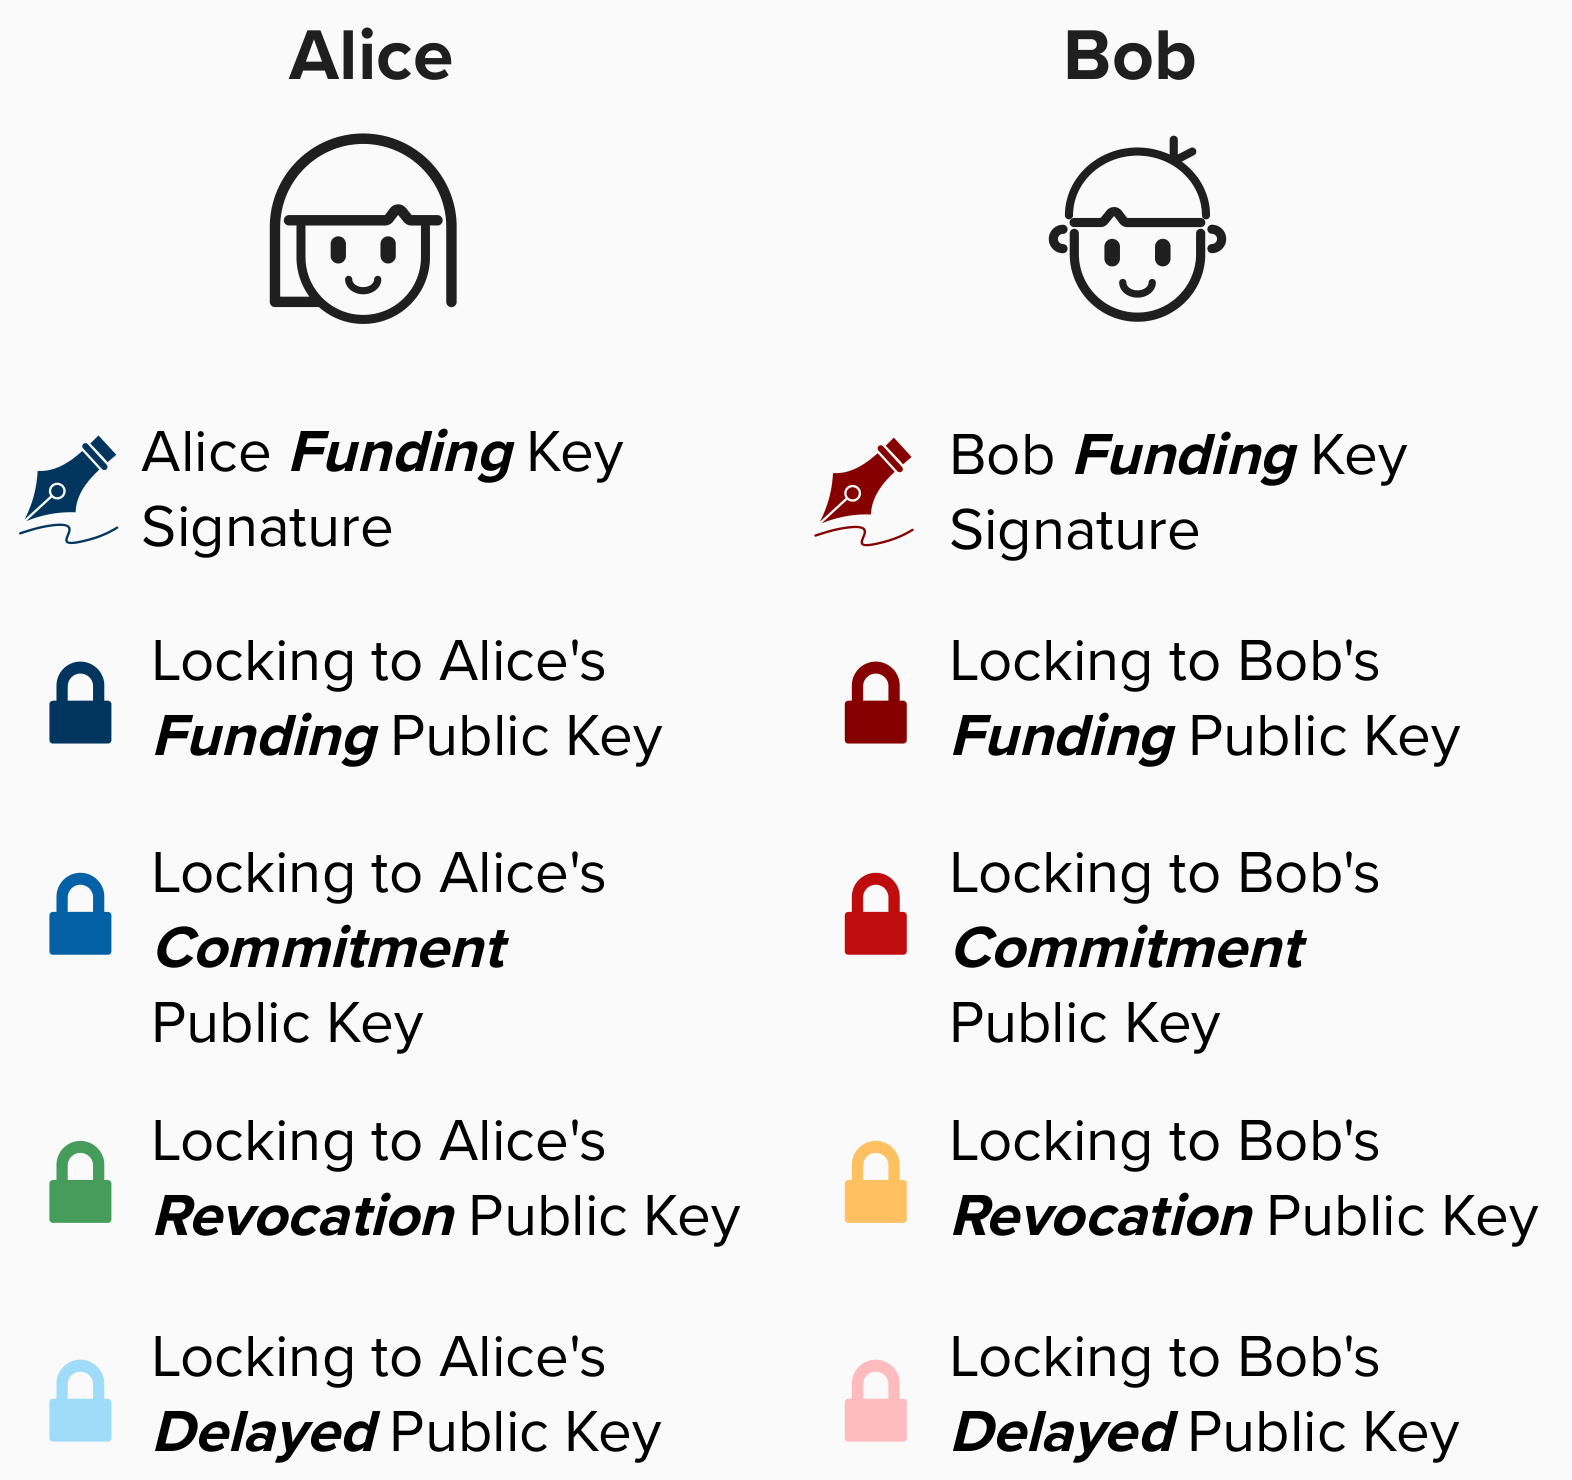 Alice
Alice Funding Key
Signature
Locking to Alice's
Funding Public Key
Locking to Alice's
Commitment
Public Key
Locking to Alice's
Revocation Public Key
Locking to Alice's
Delayed Public Key
Bob
Bob Funding Key
Signature
Locking to Bob's
Funding Public Key
Locking to Bob's
Commitment
Public Key
Locking to Bob's
Revocation Public Key
Locking to Bob's
Delayed Public Key